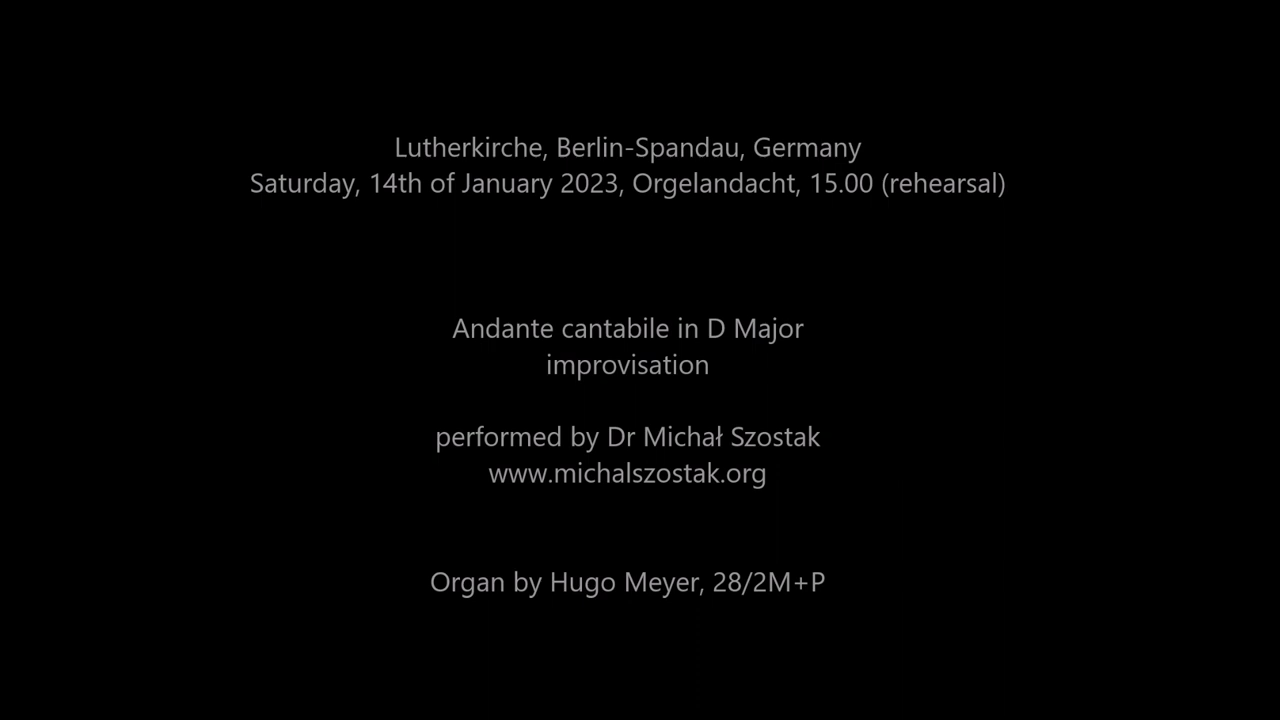 Lutherkirche, Berlin-Spandau, Germany
Saturday, 14th of January 2023, Orgelandacht, 15.00 (rehearsal)
Andante cantabile in D Major
improvisation
performed by Dr Michał Szostak
www.michalszostak.org
Organ by Hugo Meyer, 28/2M+P